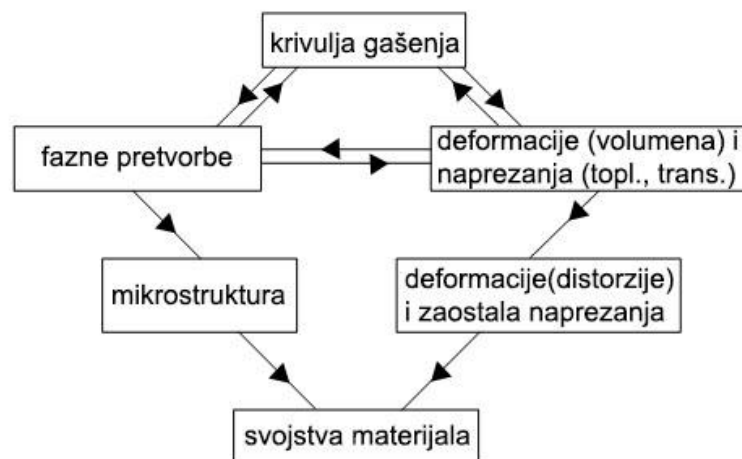 krivulja gašenja
fazne pretvorbe
deformacije (volumena) i
naprezanja (topl., trans.)
mikrostruktura
deformacije(distorzije)
i zaostala naprezanja
svojstva materijala